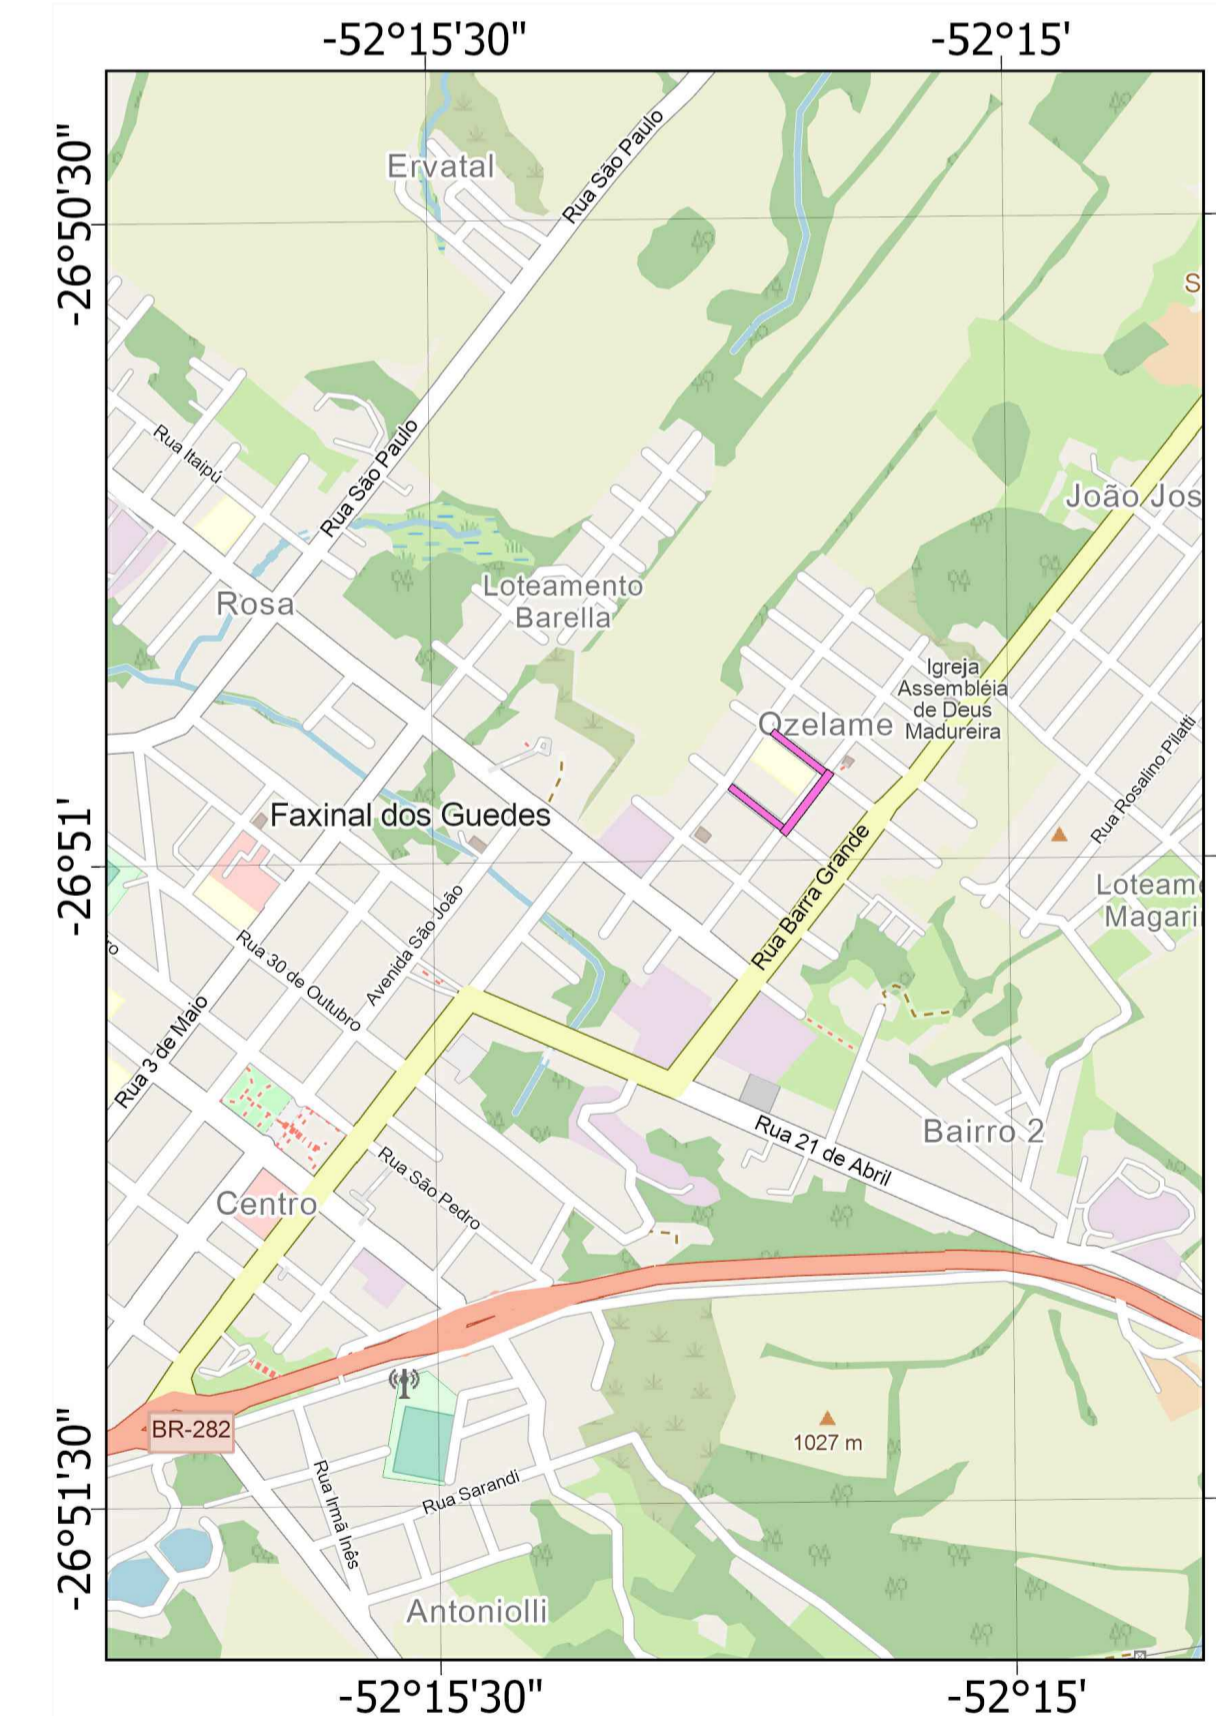 -52°15'30"
-52°15'
-26°50'30"
Ervatal
Rua São Paulo
S
Rua Itaipú
Rua São Paulo
João Jos
Loteamento
Barella
Rosa
Igreja
Assembléia
de Deus
Madureira
Ozelame
Rua Rosalino Pilatti
-26°51'
Faxinal dos Guedes
Rua Barra Grande
Loteame
Magari
Avenida São João
Rua 30 de Outubro
ro
Rua 3 de Maio
Rua 21 de Abril
Bairro 2
Rua São Pedro
Centro
BR-282
1027 m
-26°51'30"
Rua Irmã Inês
Rua Sarandi
Antoniolli
-52°15'30"
-52°15'